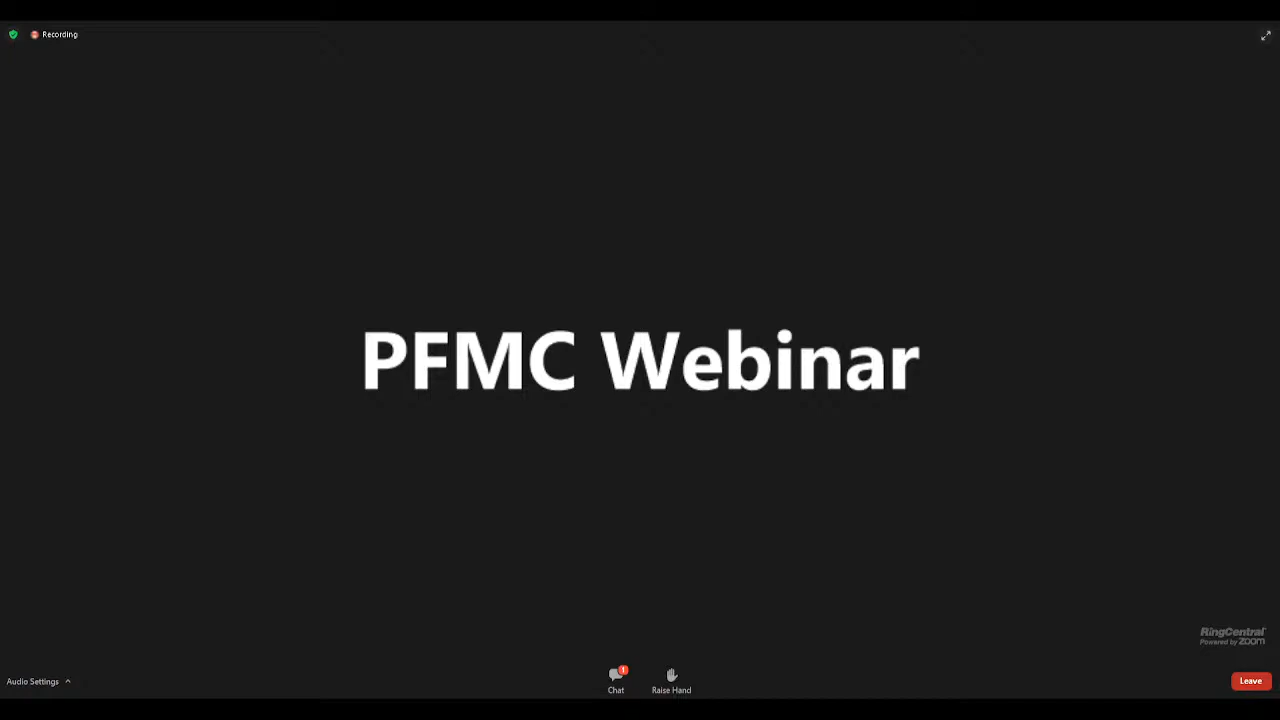 Recording
PFMC Webinar
RingCentral
Powered by zoom
Audio Settings
1
Chat
Raise Hand
Leave